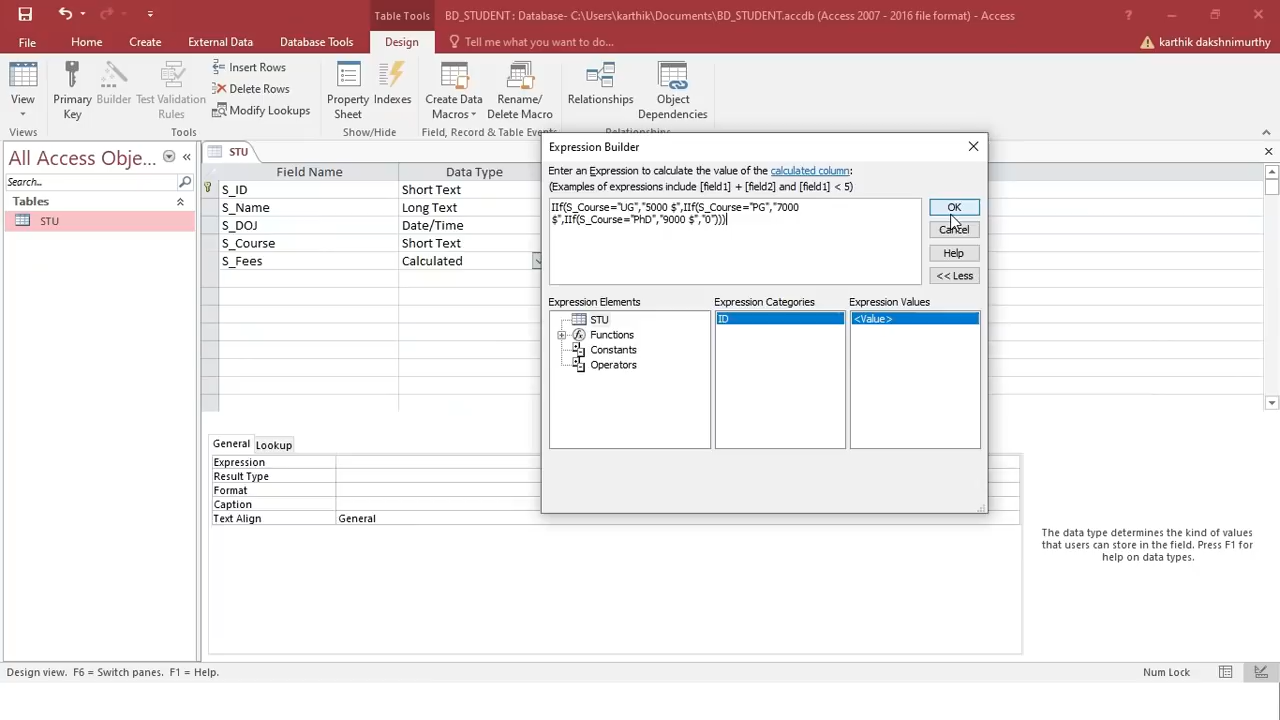 Table Tools
BD_STUDENT : Database- C:\Users\karthik\Documents\BD_STUDENT.accdb (Access 2007 - 2016 file format) - Access
File
Home
Create
External Data
Database Tools
Design
Tell me what you want to do...
karthik dakshnimurthy
View
Primary
Key
Builder
Test Validation
Rules
Insert Rows
Delete Rows
Modify Lookups
Property
Sheet
Indexes
Create Data
Macros
Rename/
Delete Macro
Relationships
Object
Dependencies
Views
Tools
Show/Hide
Field, Record & Table Events
Relationships
All Access Obje...
Search...
Tables
STU
STU
Field Name
Data Type
S_ID
Short Text
S_Name
Long Text
S_DOJ
Date/Time
S_Course
Short Text
S_Fees
Calculated
Expression Builder
Enter an Expression to calculate the value of the calculated column:
(Examples of expressions include [field1] + [field2] and [field1] < 5)
IIf(S_Course="UG","5000 $",IIf(S_Course="PG","7000
$",IIf(S_Course="PhD","9000 $","0")))
OK
Cancel
Help
<< Less
Expression Elements
Expression Categories
Expression Values
STU
Functions
Constants
Operators
ID
<Value>
General
Lookup
Expression
Result Type
Format
Caption
Text Align
General
The data type determines the kind of values
that users can store in the field. Press F1 for
help on data types.
Design view. F6 = Switch panes. F1 = Help.
Num Lock